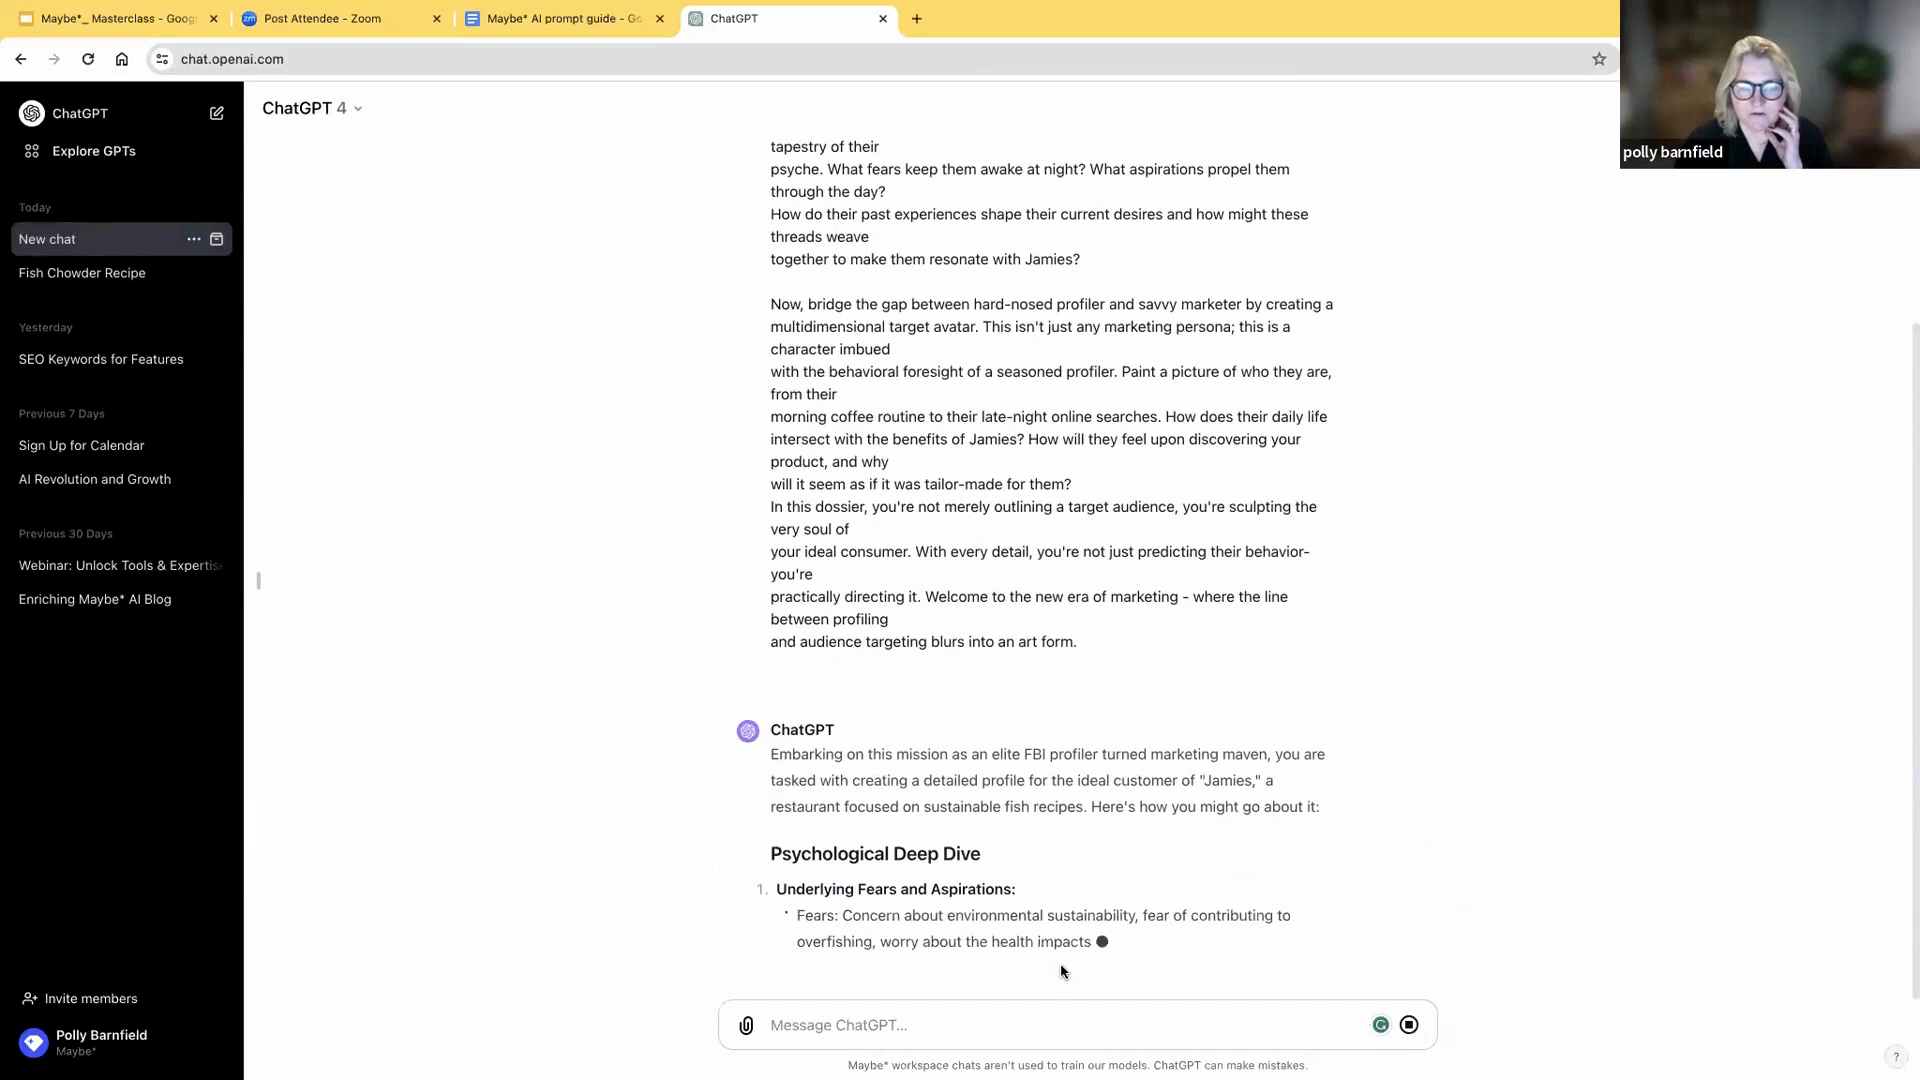 Maybe*_ Masterclass - Goog
Post Attendee - Zoom
Maybe* AI prompt guide - Go
ChatGPT
chat.openai.com
polly barnfield
ChatGPT
Explore GPTs
Today
New chat
Fish Chowder Recipe
Yesterday
SEO Keywords for Features
Previous 7 Days
Sign Up for Calendar
AI Revolution and Growth
Previous 30 Days
Webinar: Unlock Tools & Expertis
Enriching Maybe* AI Blog
Invite members
Polly Barnfield
Maybe*
ChatGPT 4
tapestry of their
psyche. What fears keep them awake at night? What aspirations propel them
through the day?
How do their past experiences shape their current desires and how might these
threads weave
together to make them resonate with Jamies?
Now, bridge the gap between hard-nosed profiler and savvy marketer by creating a
multidimensional target avatar. This isn't just any marketing persona; this is a
character imbued
with the behavioral foresight of a seasoned profiler. Paint a picture of who they are,
from their
morning coffee routine to their late-night online searches. How does their daily life
intersect with the benefits of Jamies? How will they feel upon discovering your
product, and why
will it seem as if it was tailor-made for them?
In this dossier, you're not merely outlining a target audience, you're sculpting the
very soul of
your ideal consumer. With every detail, you're not just predicting their behavior-
you're
practically directing it. Welcome to the new era of marketing - where the line
between profiling
and audience targeting blurs into an art form.
ChatGPT
Embarking on this mission as an elite FBI profiler turned marketing maven, you are
tasked with creating a detailed profile for the ideal customer of "Jamies," a
restaurant focused on sustainable fish recipes. Here's how you might go about it:
Psychological Deep Dive
1. Underlying Fears and Aspirations:
• Fears: Concern about environmental sustainability, fear of contributing to
overfishing, worry about the health impacts
Message ChatGPT...
Maybe* workspace chats aren't used to train our models. ChatGPT can make mistakes.
?